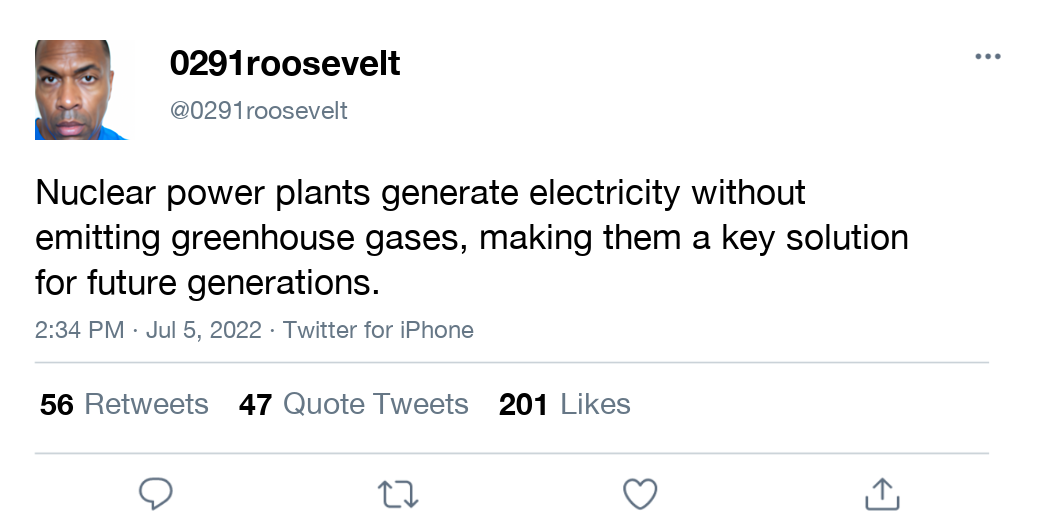 0291roosevelt
@0291roosevelt
Nuclear power plants generate electricity without
emitting greenhouse gases, making them a key solution
for future generations.
2:34 PM · Jul 5, 2022 · Twitter for iPhone
56 Retweets 47 Quote Tweets 201 Likes